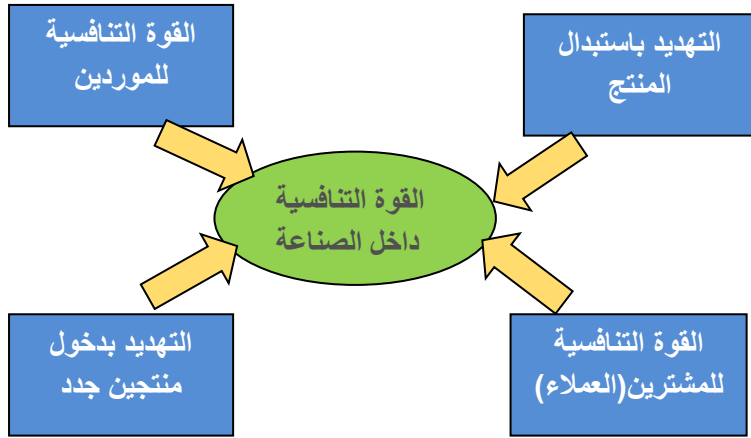 القوة التنافسية
للموردين
التهديد باستبدال
المنتج
القوة التنافسية
داخل الصناعة
التهديد بدخول
منتجين جدد
القوة التنافسية
للمشترين(العملاء)